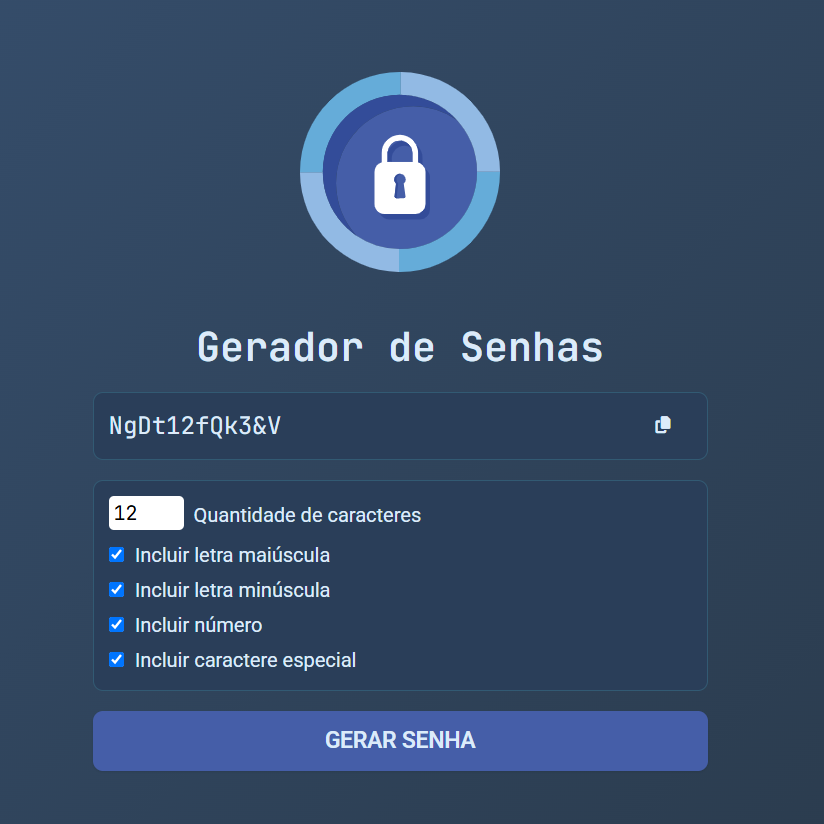 Gerador de Senhas
NgDt12fQk3&V
12 Quantidade de caracteres
Incluir letra maiúscula
Incluir letra minúscula
Incluir número
Incluir caractere especial
GERAR SENHA